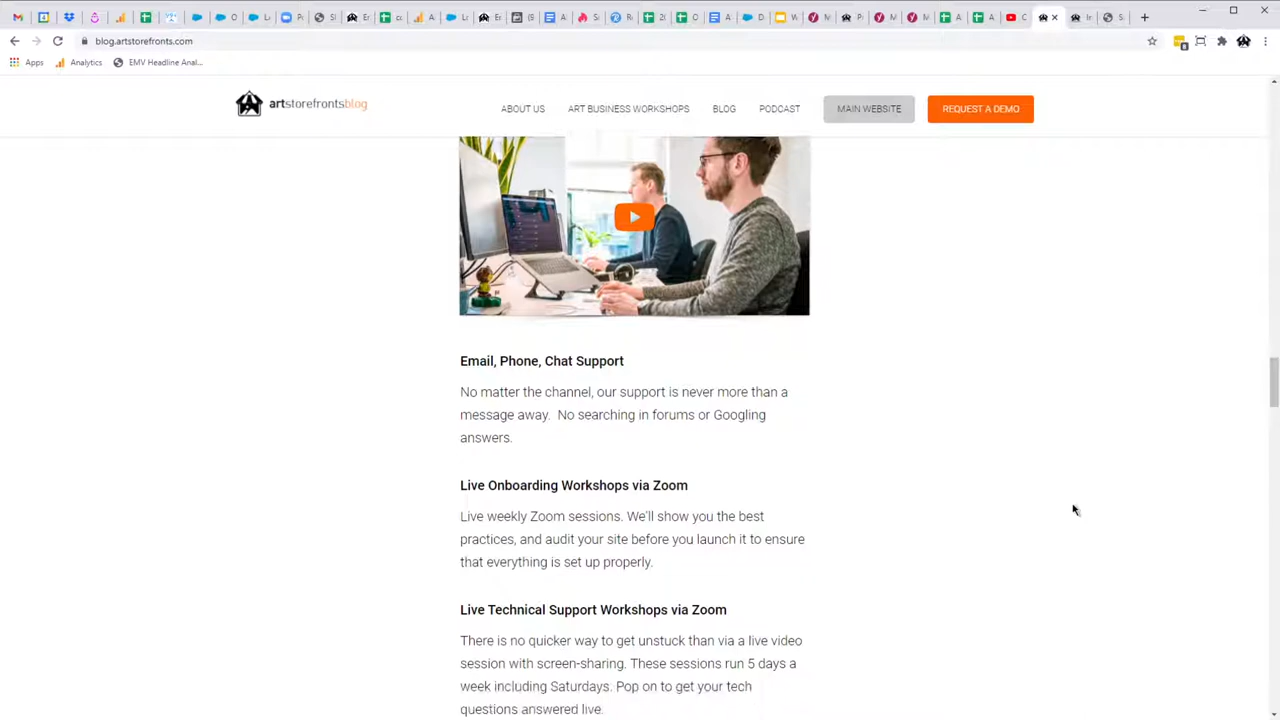 blog.artstorefronts.com
Apps
Analytics
EMV Headline Anal...
artstorefrontsblog
ABOUT US
ART BUSINESS WORKSHOPS
BLOG
PODCAST
MAIN WEBSITE
REQUEST A DEMO
Email, Phone, Chat Support
No matter the channel, our support is never more than a
message away. No searching in forums or Googling
answers.
Live Onboarding Workshops via Zoom
Live weekly Zoom sessions. We'll show you the best
practices, and audit your site before you launch it to ensure
that everything is set up properly.
Live Technical Support Workshops via Zoom
There is no quicker way to get unstuck than via a live video
session with screen-sharing. These sessions run 5 days a
week including Saturdays. Pop on to get your tech
questions answered live.